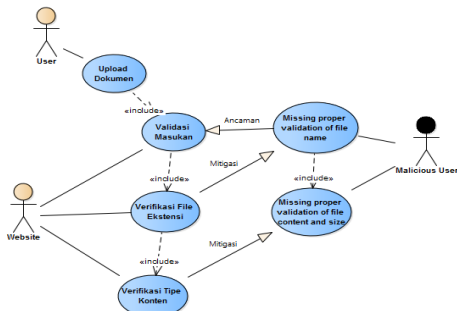 User
Upload
Dokumen
«include»
Validasi
Masukan
Ancaman
Missing proper
validation of file
name
Malicious User
«include»
Mitigasi
«include»
Website
Verifikasi File
Ekstensi
Missing proper
validation of file
content and size
«include»
Mitigasi
Verifikasi Tipe
Konten